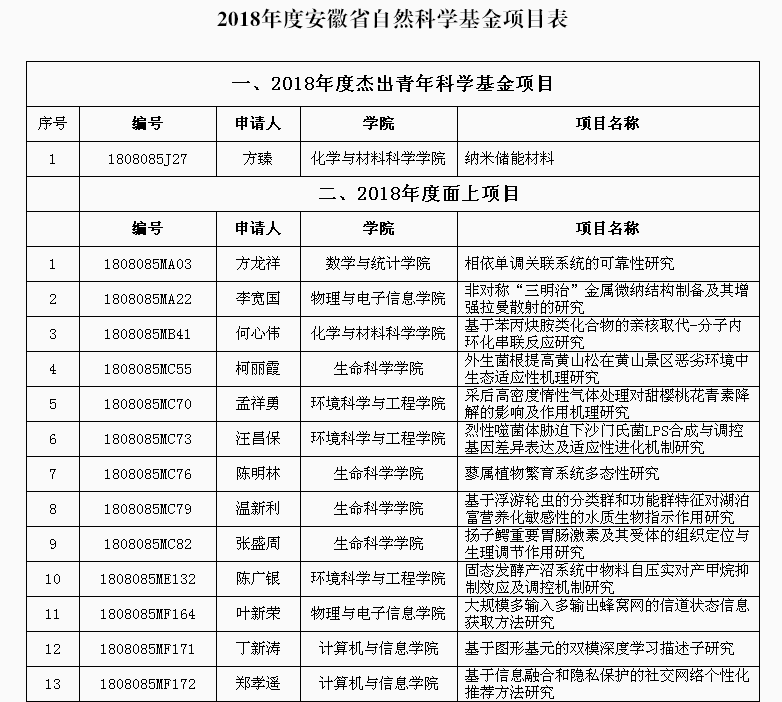 2018年度安徽省自然科学基金项目表
一、2018年度杰出青年科学基金项目
序号 编号 申请人 学院 项目名称
1 1808085J27 方臻 化学与材料科学学院 纳米储能材料
二、2018年度面上项目
编号 申请人 学院 项目名称
1 1808085MA03 方龙祥 数学与统计学院 相依单调关联系统的可靠性研究
2 1808085MA22 李宽国 物理与电子信息学院 非对称“三明治”金属微纳结构制备及其增
强拉曼散射的研究
3 1808085MB41 何心伟 化学与材料科学学院 基于苯丙炔胺类化合物的亲核取代-分子内
环化串联反应研究
4 1808085MC55 柯丽霞 生命科学学院 外生菌根提高黄山松在黄山景区恶劣环境中
生态适应性机理研究
5 1808085MC70 孟祥勇 环境科学与工程学院 采后高密度惰性气体处理对甜樱桃花青素降
解的影响及作用机理研究
6 1808085MC73 汪昌保 环境科学与工程学院 烈性噬菌体胁迫下沙门氏菌LPS合成与调控
基因差异表达及适应性进化机制研究
7 1808085MC76 陈明林 生命科学学院 蓼属植物繁育系统多态性研究
8 1808085MC79 温新利 生命科学学院 基于浮游轮虫的分类群和功能群特征对湖泊
富营养化敏感性的水质生物指示作用研究
9 1808085MC82 张盛周 生命科学学院 扬子鳄重要胃肠激素及其受体的组织定位与
生理调节作用研究
10 1808085ME132 陈广银 环境科学与工程学院 固态发酵产沼系统中物料自压实对产甲烷抑
制效应及调控机制研究
11 1808085MF164 叶新荣 物理与电子信息学院 大规模多输入多输出蜂窝网的信道状态信息
获取方法研究
12 1808085MF171 丁新涛 计算机与信息学院 基于图形基元的双模深度学习描述子研究
13 1808085MF172 郑孝遥 计算机与信息学院 基于信息融合和隐私保护的社交网络个性化
推荐方法研究